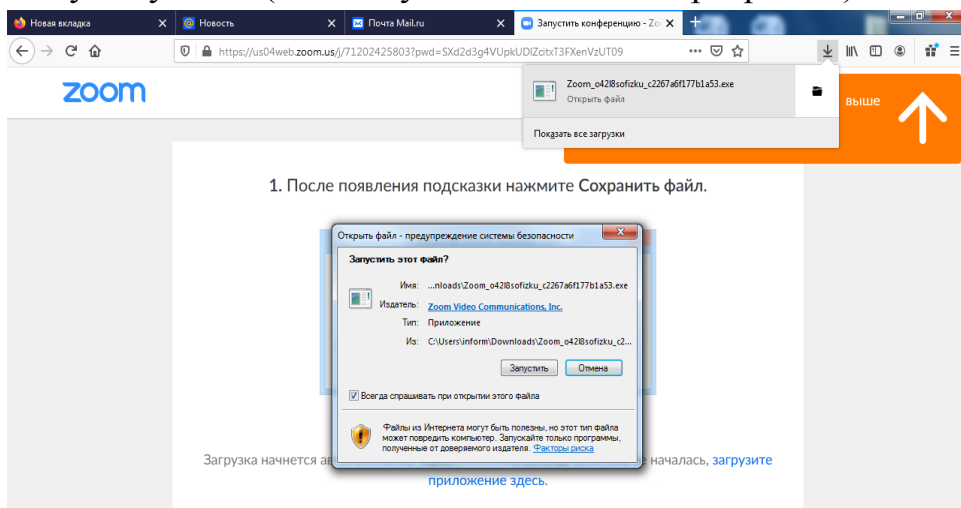 Новая вкладка
Новость
Почта Mail.ru
Запустить конференцию - Zo
https://us04web.zoom.us/j/71202425803?pwd=SXd2d3g4VUpkUDlZcitxT3FXenVzUT09
zoom
Zoom_o42l8sofizku_c2267a6f177b1a53.exe
Открыть файл
Показать все загрузки
выше
1. После появления подсказки нажмите Сохранить файл.
Открыть файл - предупреждение системы безопасности
Запустить этот файл?
Имя: ...nloads\Zoom_o42l8sofizku_c2267a6f177b1a53.exe
Издатель: Zoom Video Communications, Inc.
Тип: Приложение
Из: C:\Users\inform\Downloads\Zoom_o42l8sofizku_c2...
Запустить Отмена
Всегда спрашивать при открытии этого файла
Файлы из Интернета могут быть полезны, но этот тип файла
может повредить компьютер. Запускайте только программы,
полученные от доверяемого издателя. Факторы риска
Загрузка начнется ав
началась, загрузите
приложение здесь.